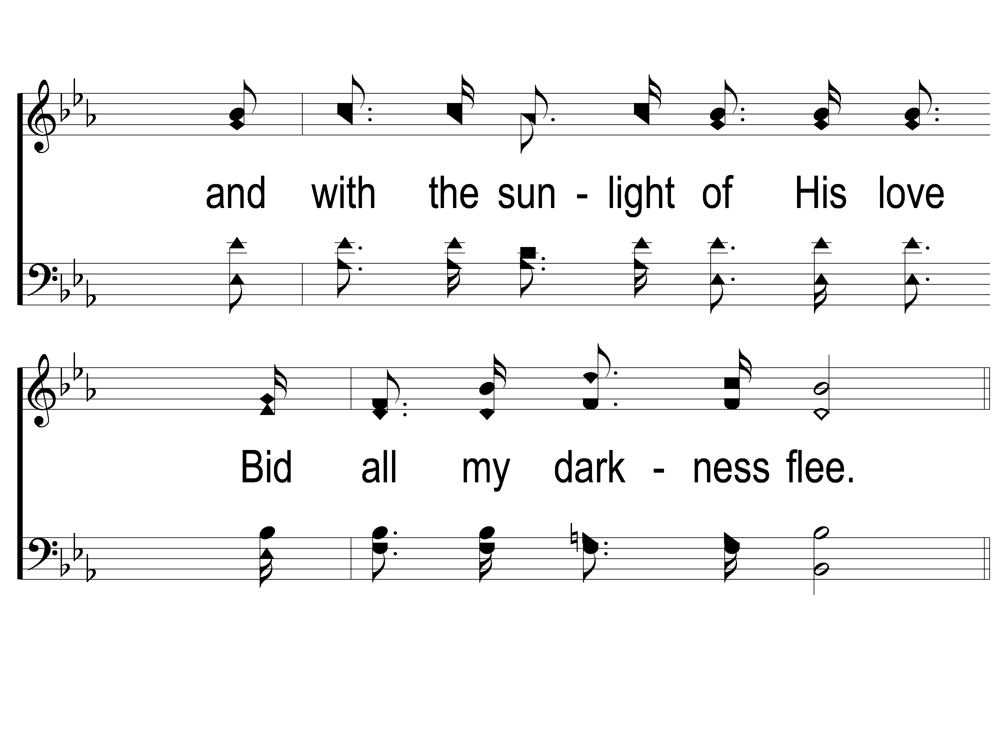 and with the sun - light of His love
Bid all my dark - ness flee.